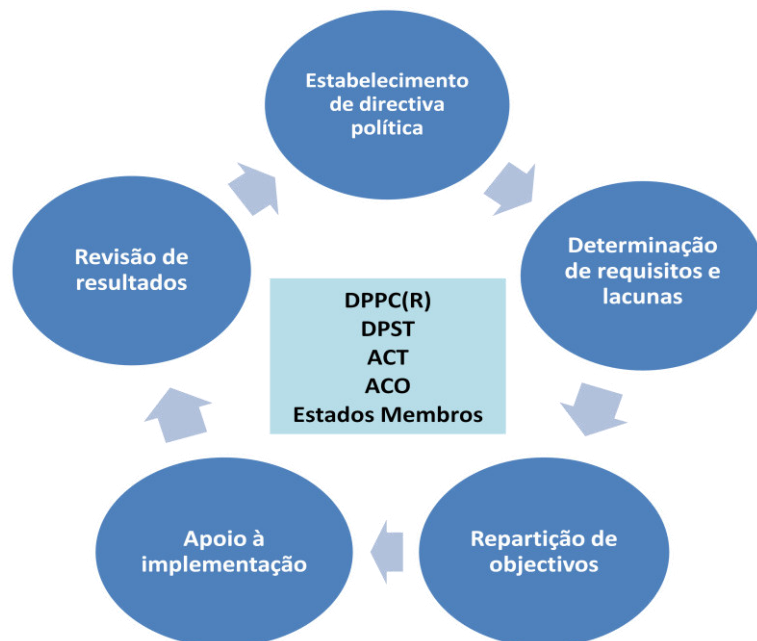 Estabelecimento
de directiva
política
Determinação
de requisitos e
lacunas
Repartição de
objectivos
Apoio à
implementação
Revisão de
resultados
DPPC(R)
DPST
ACT
ACO
Estados Membros